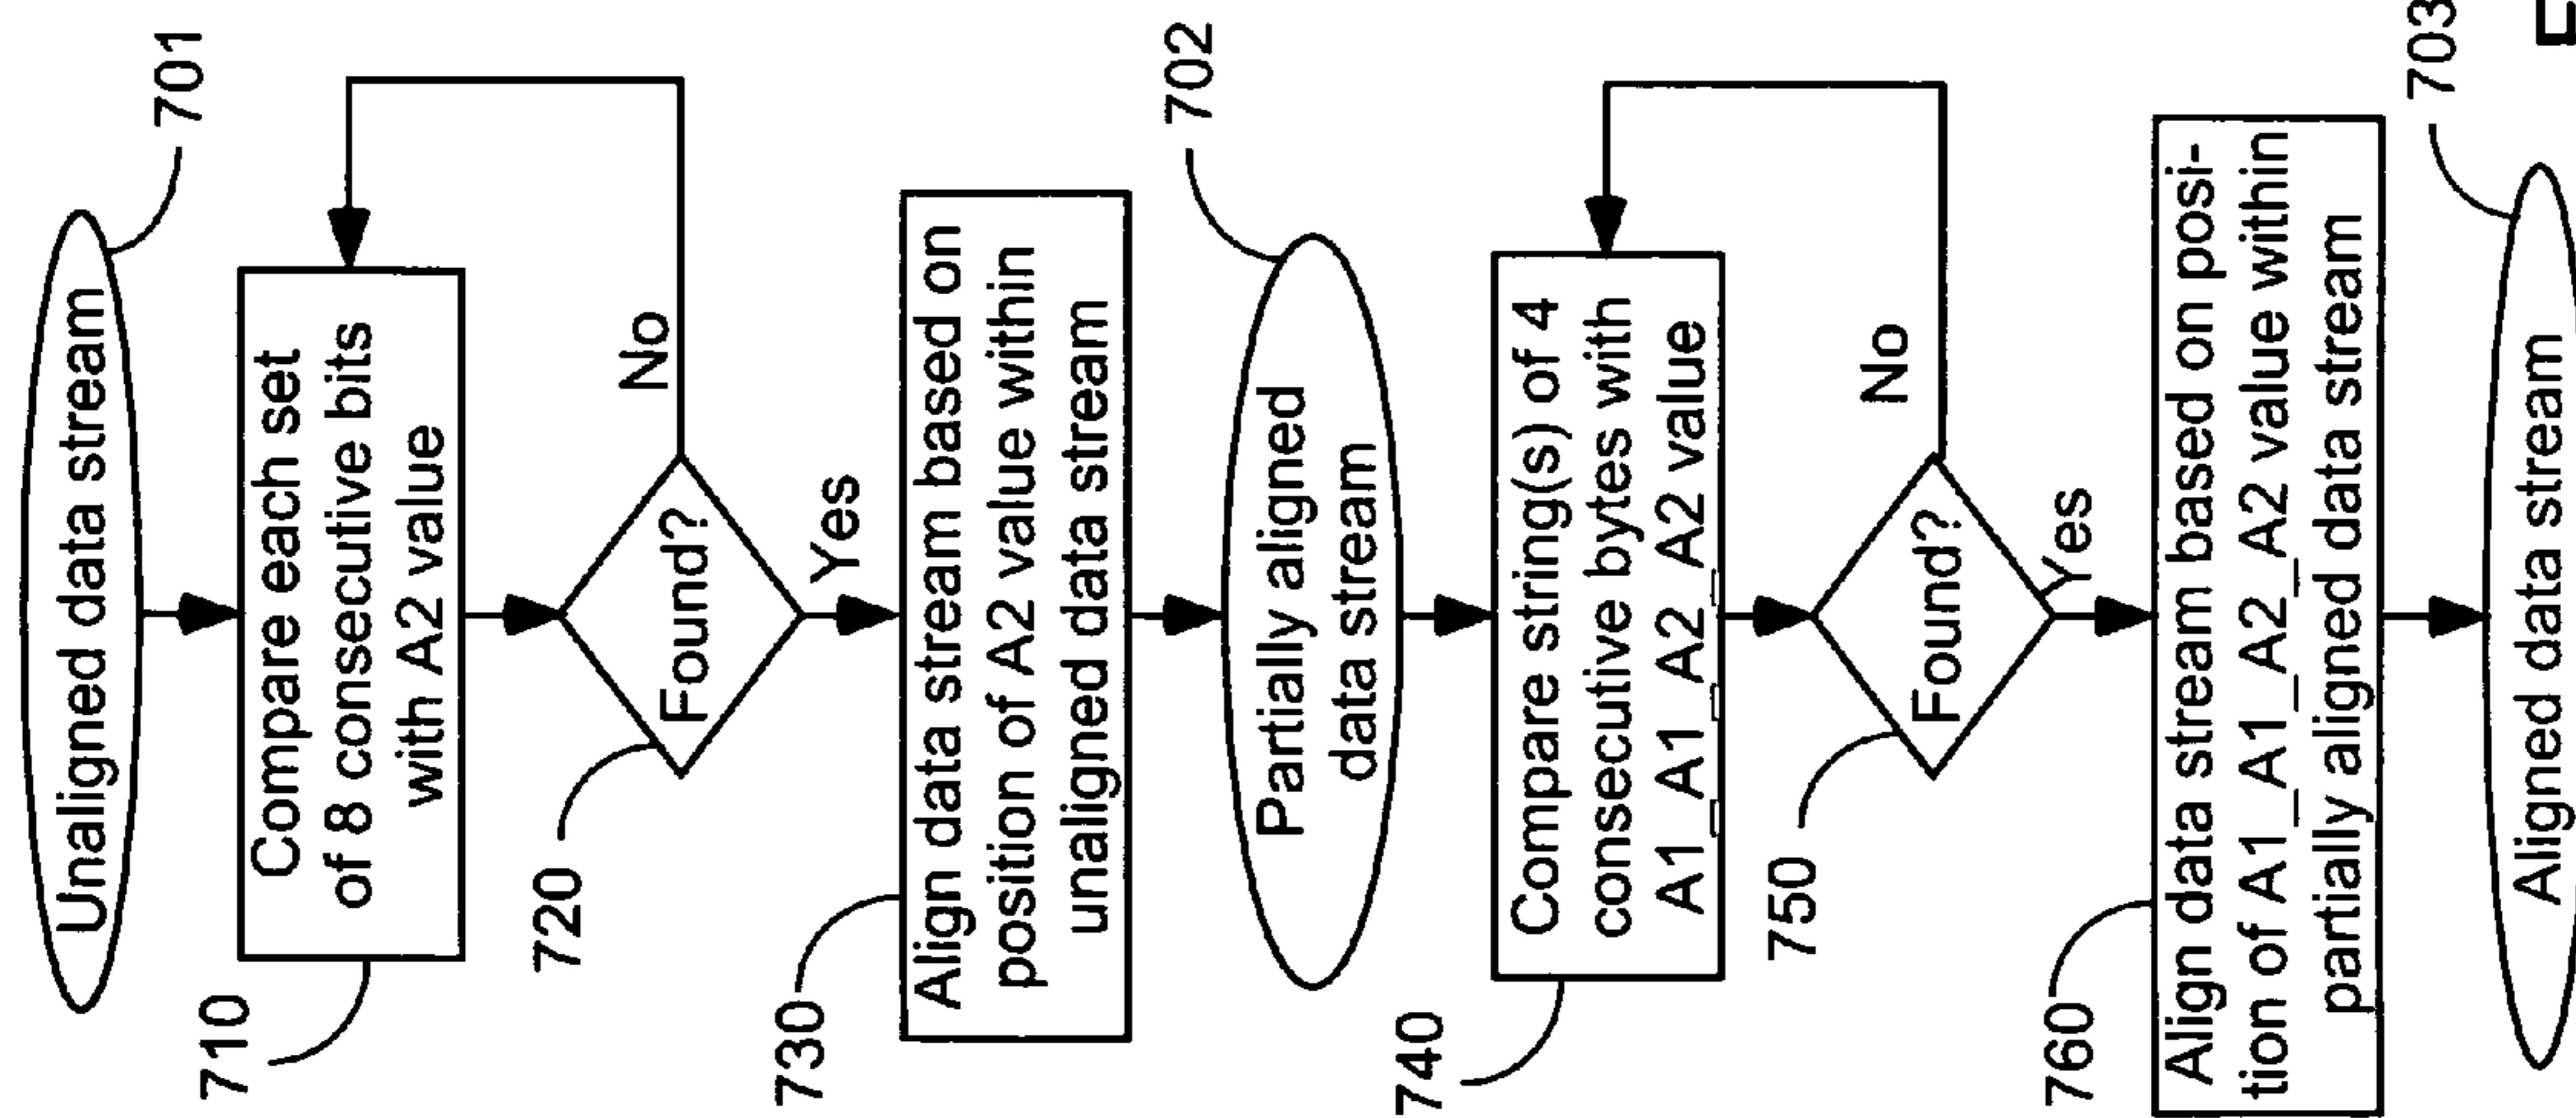 Unaligned data stream
701
710
Compare each set
of 8 consecutive bits
with A2 value
720
Found?
No
Yes
730
Align data stream based on
position of A2 value within
unaligned data stream
702
Partially aligned
data stream
740
Compare string(s) of 4
consecutive bytes with
A1_A1_A2_A2 value
750
Found?
No
Yes
760
Align data stream based on posi-
tion of A1_A1_A2_A2 value within
partially aligned data stream
703
Aligned data stream